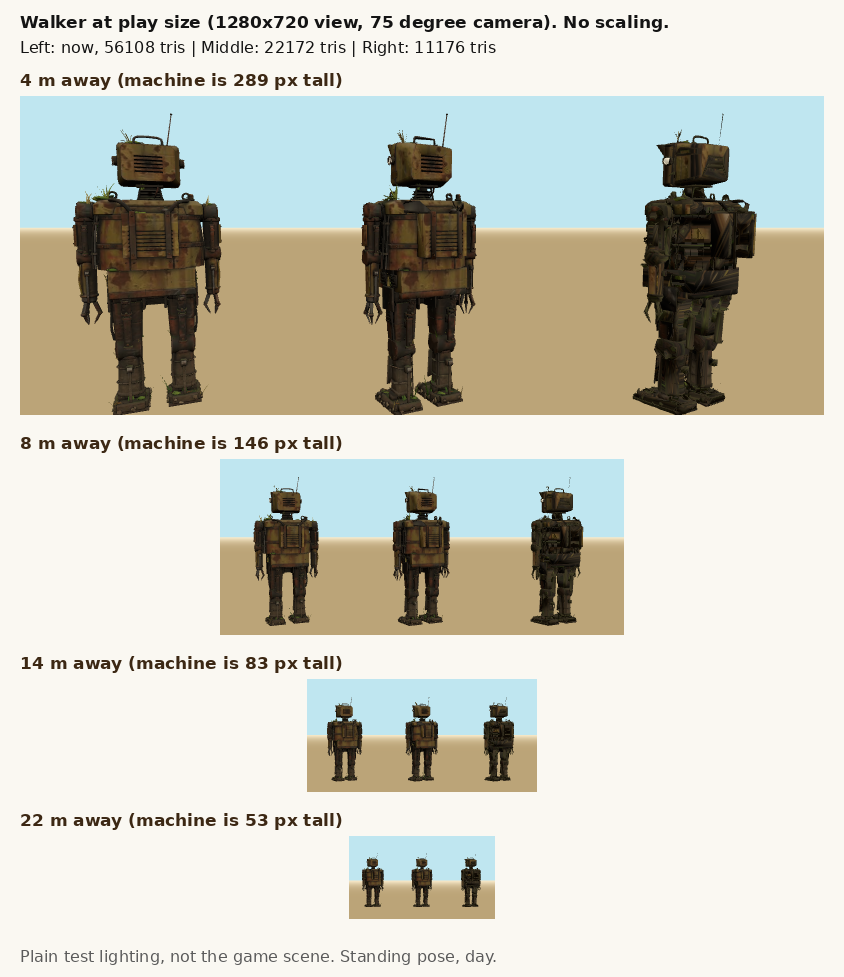 Walker at play size (1280x720 view, 75 degree camera). No scaling.
Left: now, 56108 tris | Middle: 22172 tris | Right: 11176 tris
4 m away (machine is 289 px tall)
8 m away (machine is 146 px tall)
14 m away (machine is 83 px tall)
22 m away (machine is 53 px tall)
Plain test lighting, not the game scene. Standing pose, day.